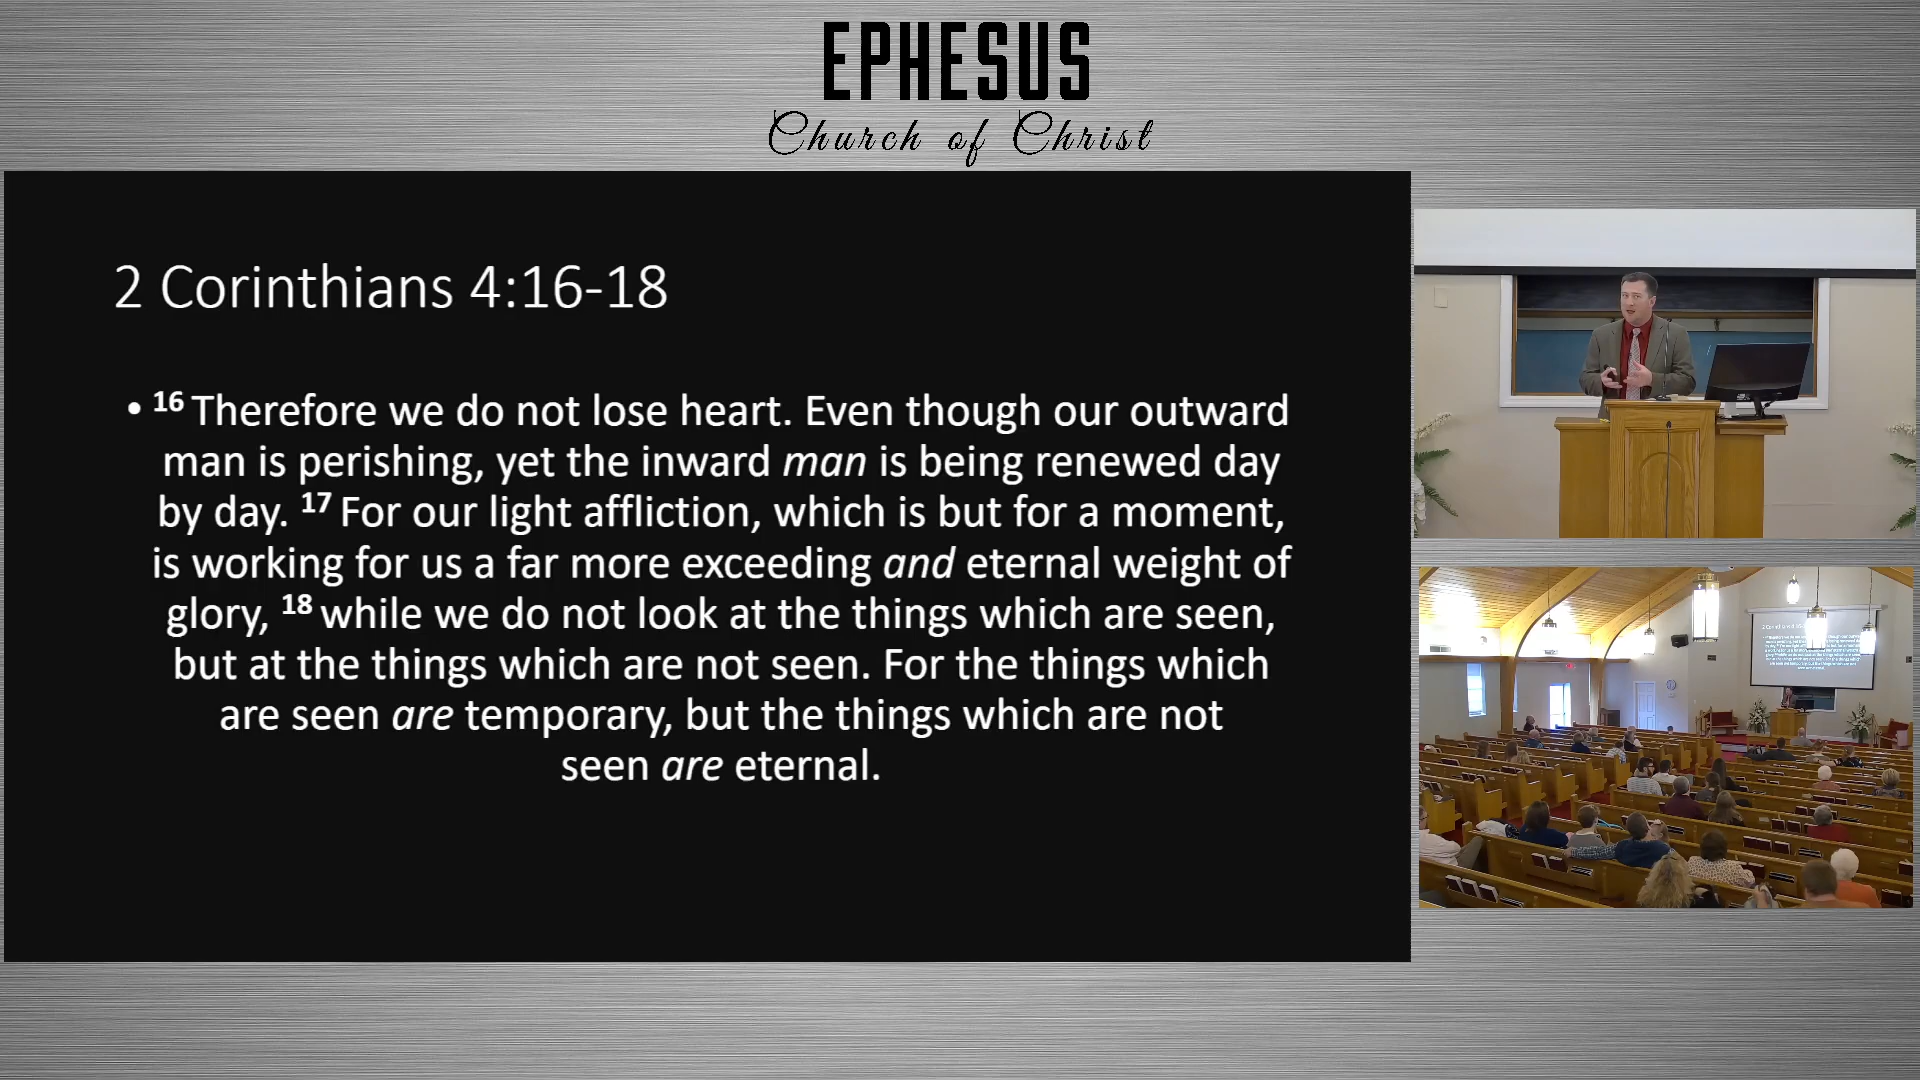 EPHESUS
Church of Christ
2 Corinthians 4:16-18
• 16 Therefore we do not lose heart. Even though our outward
man is perishing, yet the inward man is being renewed day
by day. 17 For our light affliction, which is but for a moment,
is working for us a far more exceeding and eternal weight of
glory, 18 while we do not look at the things which are seen,
but at the things which are not seen. For the things which
are seen are temporary, but the things which are not
seen are eternal.